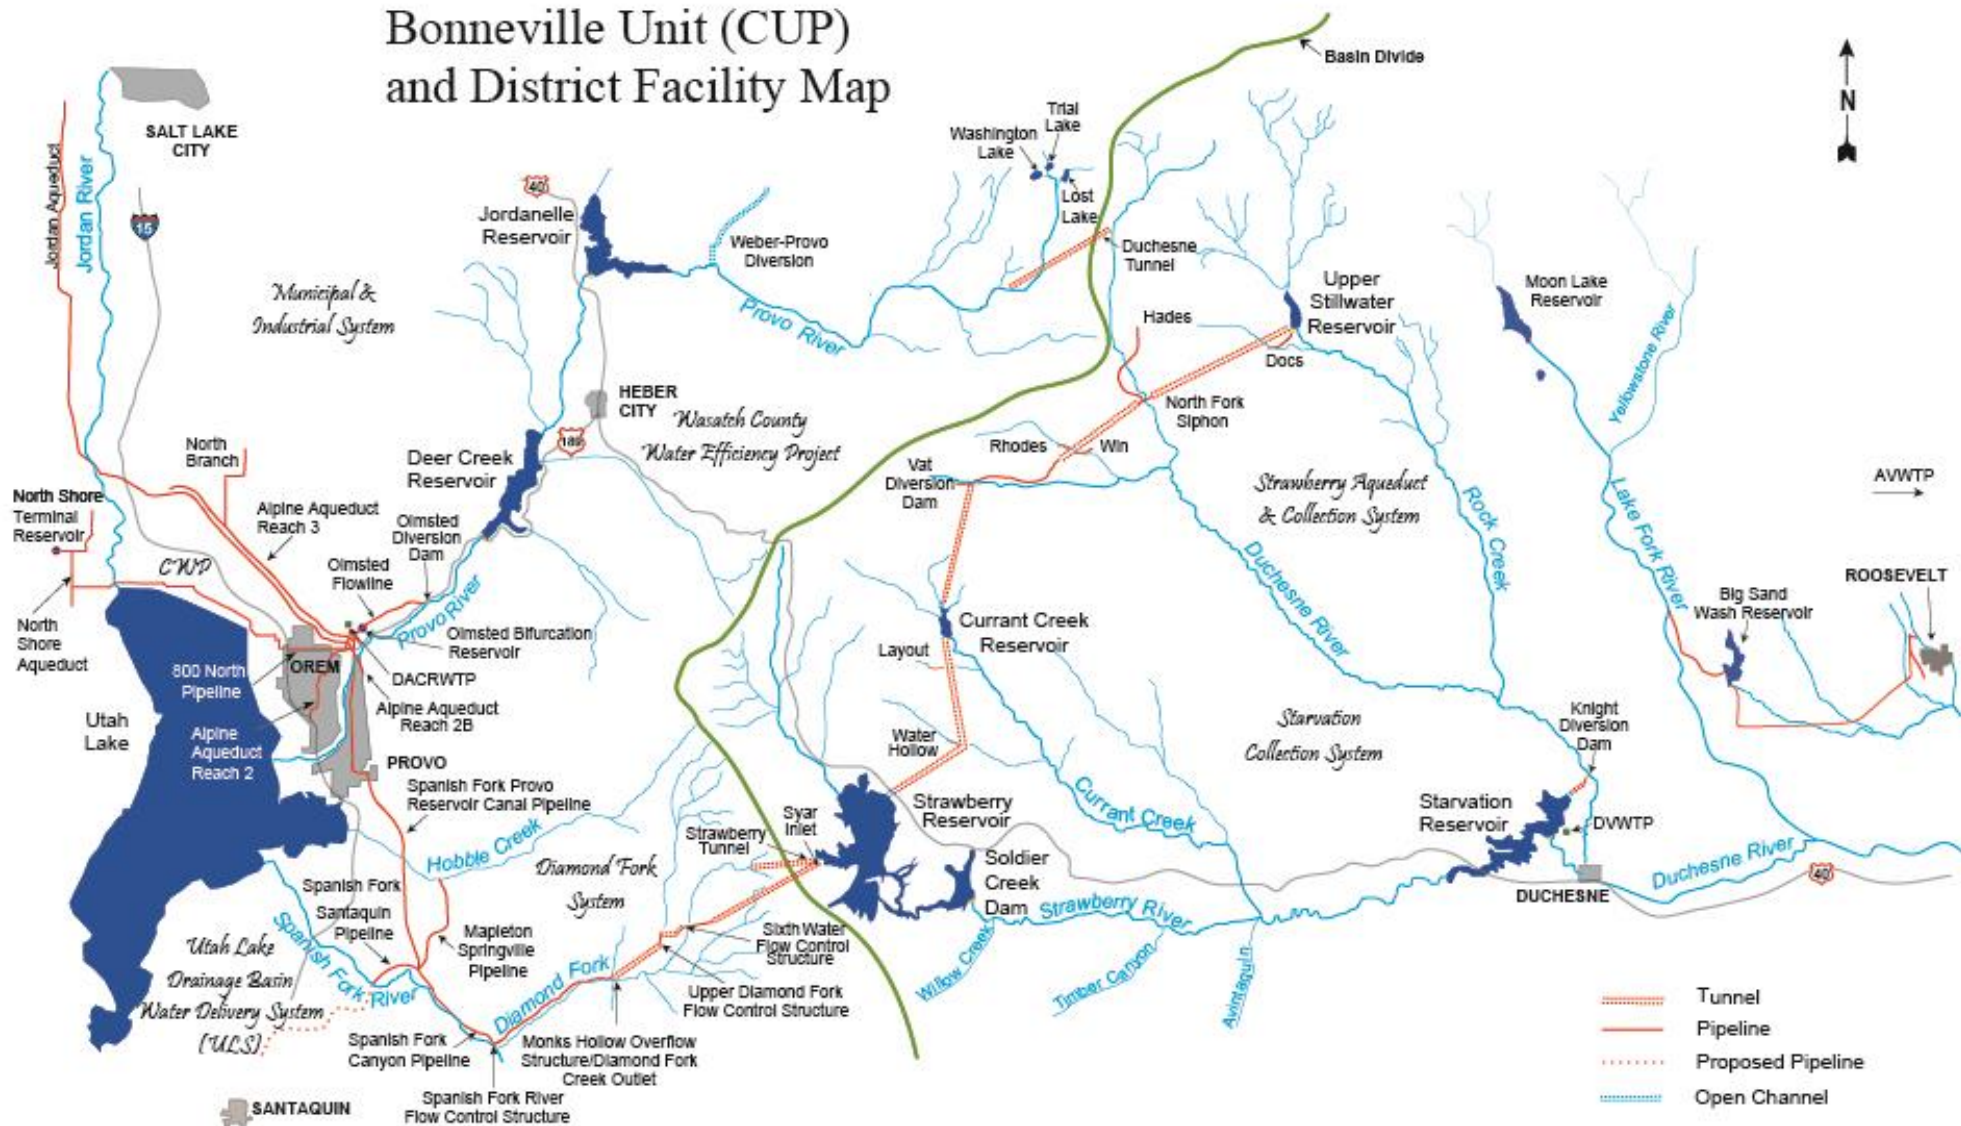 Bonneville Unit (CUP)
and District Facility Map
Basin Divide
N
SALT LAKE
CITY
Jordan Aqueduct
Jordan River
15
40
Jordanelle
Reservoir
Weber-Provo
Diversion
Washington
Lake
Trial
Lake
Lost
Lake
Duchesne
Tunnel
Provo River
Municipal &
Industrial System
Hades
Upper
Stillwater
Reservoir
Docs
Moon Lake
Reservoir
Yellowstone River
HEBER
CITY
189
Wasatch County
Water Efficiency Project
North Fork
Siphon
Rhodes
Win
Vat
Diversion
Dam
Strawberry Aqueduct
& Collection System
Rock Creek
Lake Fork River
AVWTP
North
Branch
Deer Creek
Reservoir
North Shore
Terminal
Reservoir
Alpine Aqueduct
Reach 3
Olmsted
Diversion
Dam
CWP
Olmsted
Flowline
Provo River
Duchesne River
ROOSEVELT
Big Sand
Wash Reservoir
North
Shore
Aqueduct
Olmsted Bifurcation
Reservoir
Currant Creek
Reservoir
Layout
800 North
Pipeline
OREM
DACRWTP
Alpine Aqueduct
Reach 2B
Utah
Lake
Alpine
Aqueduct
Reach 2
PROVO
Water
Hollow
Starvation
Collection System
Knight
Diversion
Dam
Spanish Fork Provo
Reservoir Canal Pipeline
Currant Creek
Strawberry
Reservoir
Starvation
Reservoir
DVWTP
Syar
Inlet
Strawberry
Tunnel
Hobble Creek
Diamond Fork
System
Soldier
Creek
Dam
Strawberry River
Duchesne River
40
DUCHESNE
Spanish Fork
Santaquin
Pipeline
Spanish Fork River
Mapleton
Springville
Pipeline
Sixth Water
Flow Control
Structure
Diamond Fork
Upper Diamond Fork
Flow Control Structure
Willow Creek
Timber Canyon
Avintaquin
Utah Lake
Drainage Basin
Water Delivery System
(ULS)
Spanish Fork
Canyon Pipeline
Monks Hollow Overflow
Structure/Diamond Fork
Creek Outlet
Spanish Fork River
Flow Control Structure
SANTAQUIN
Tunnel
Pipeline
Proposed Pipeline
Open Channel